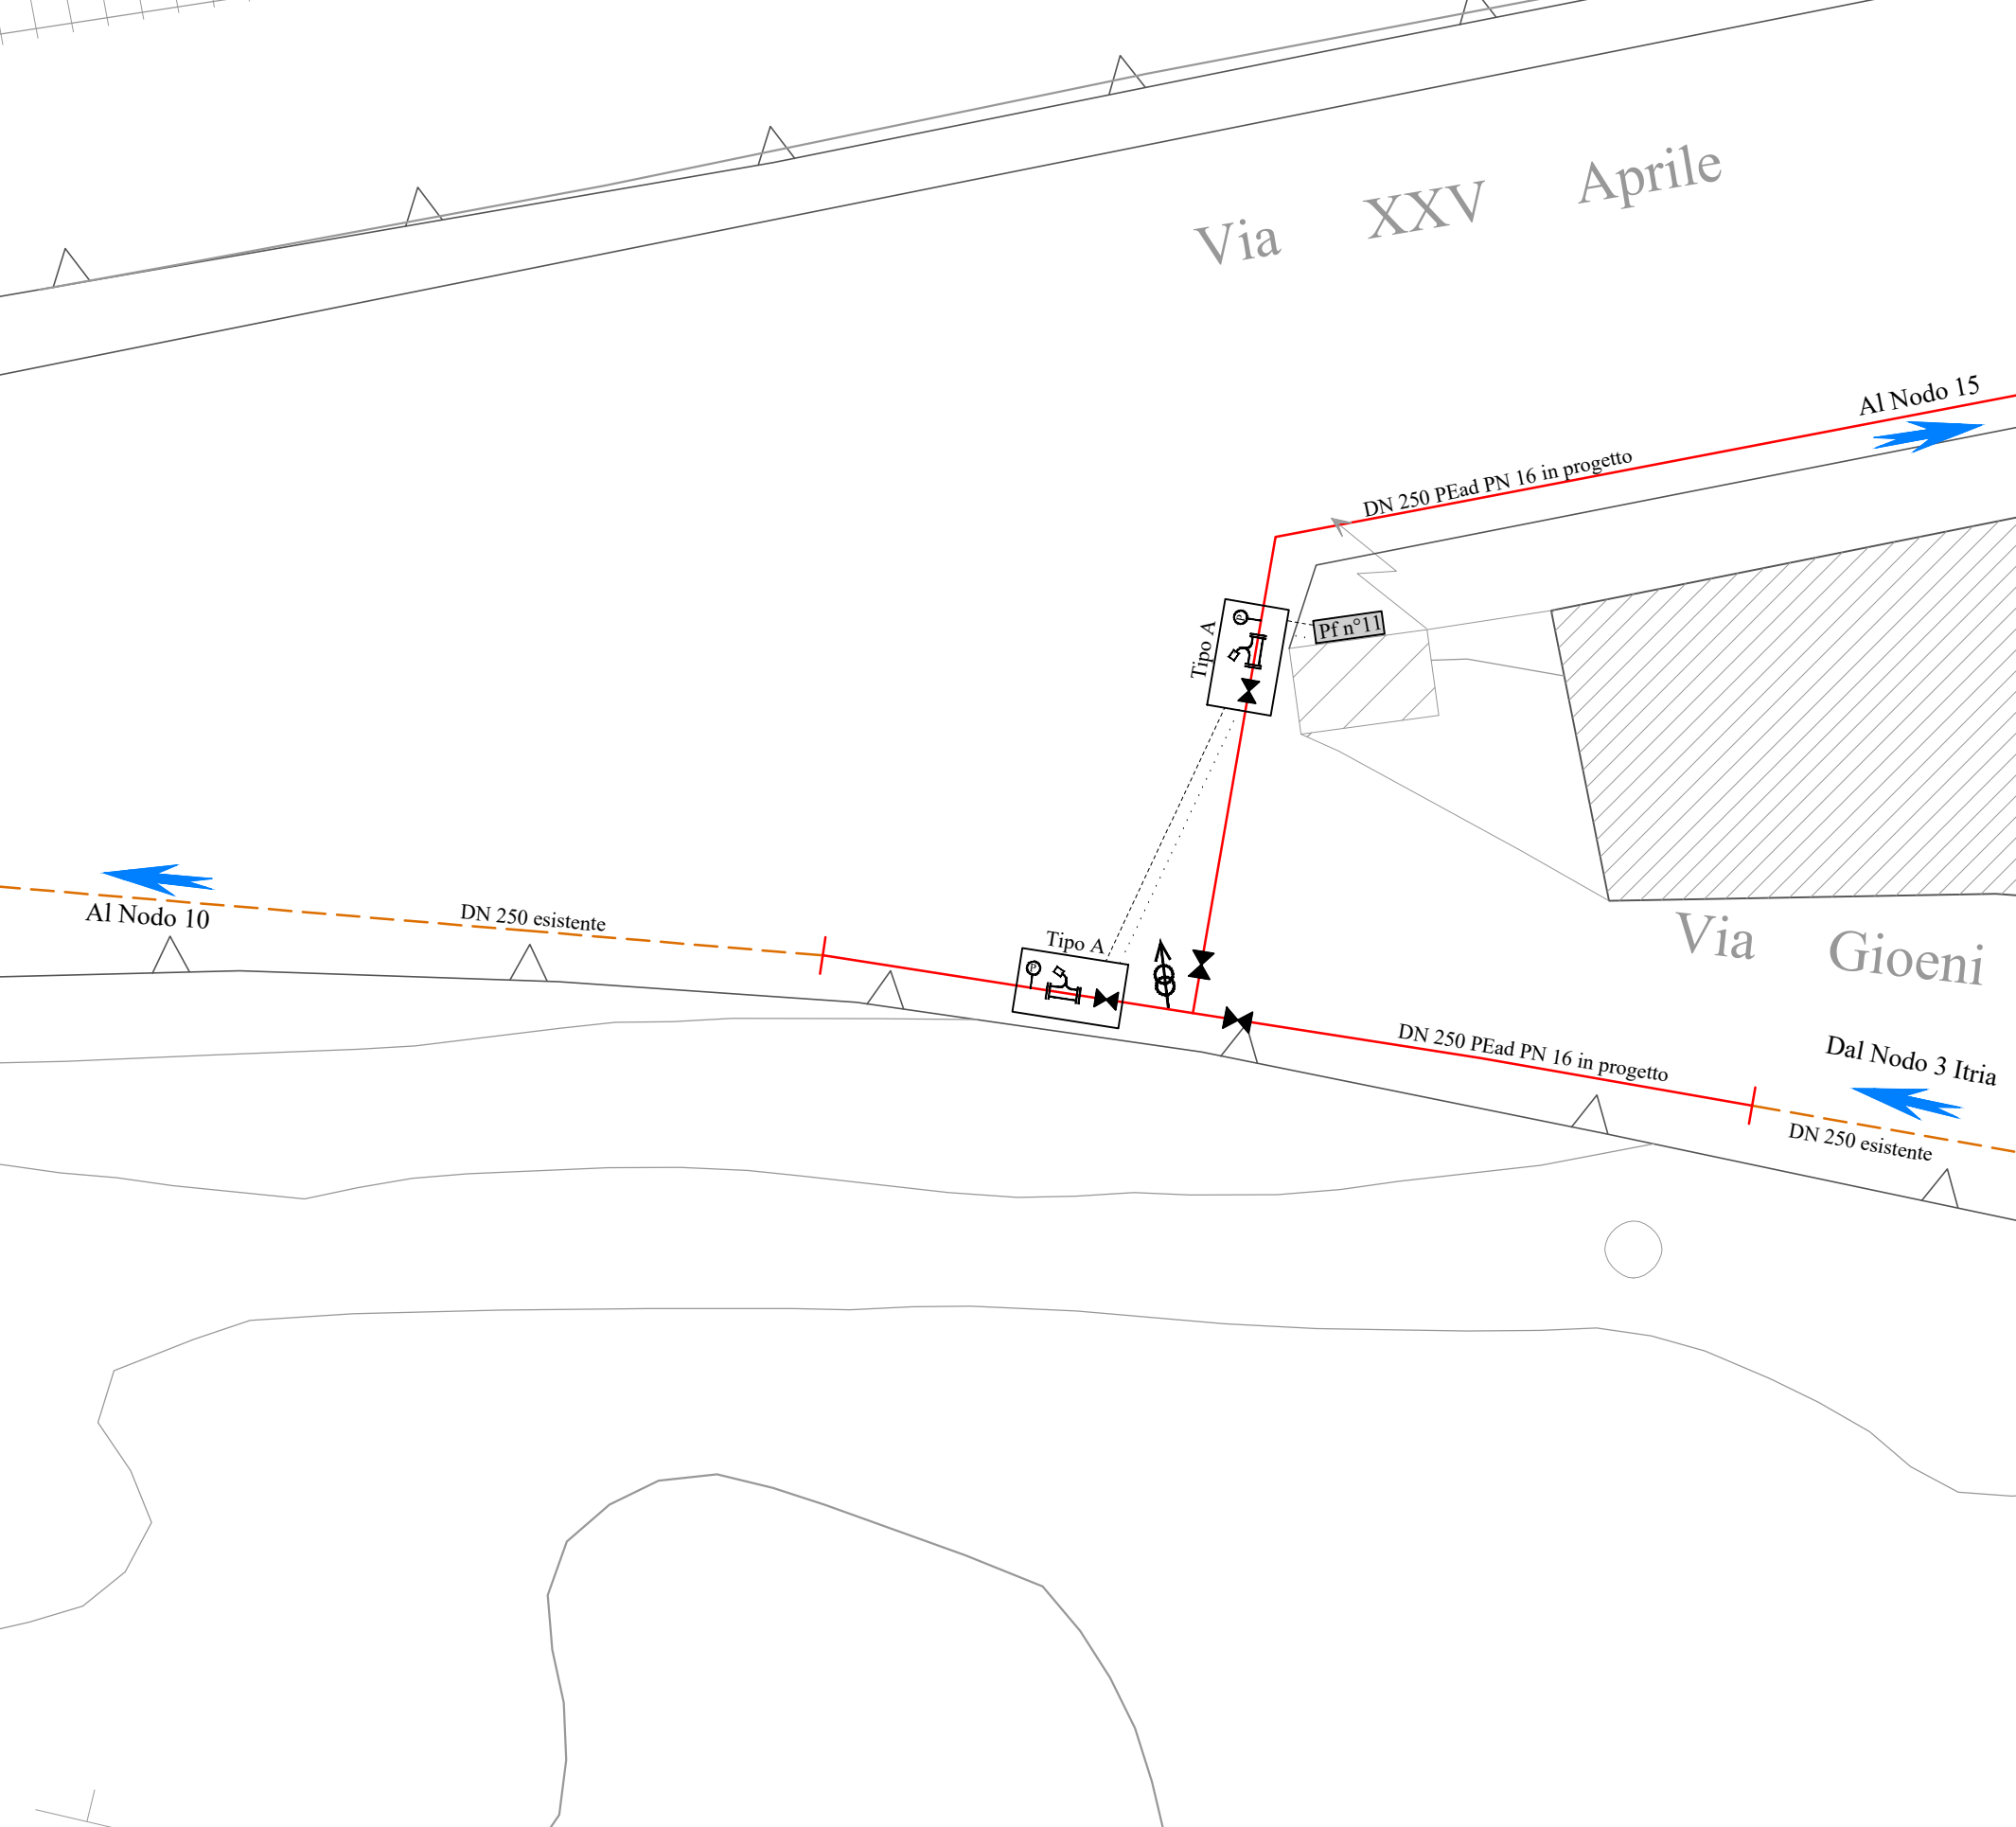 Via XXV Aprile
Al Nodo 15
DN 250 PEad PN 16 in progetto
P
Tipo A
Pf n°11
Al Nodo 10
DN 250 esistente
Tipo A
P
Via Gioeni
DN 250 PEad PN 16 in progetto
Dal Nodo 3 Itria
DN 250 esistente